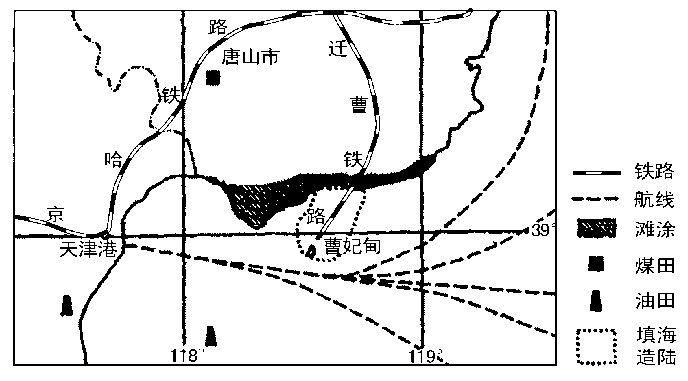 路
唐山市
迁
铁
曹
铁
哈
京
路
天津港
曹妃甸
39°
118°
119°
铁路
航线
滩涂
煤田
油田
填海
造陆